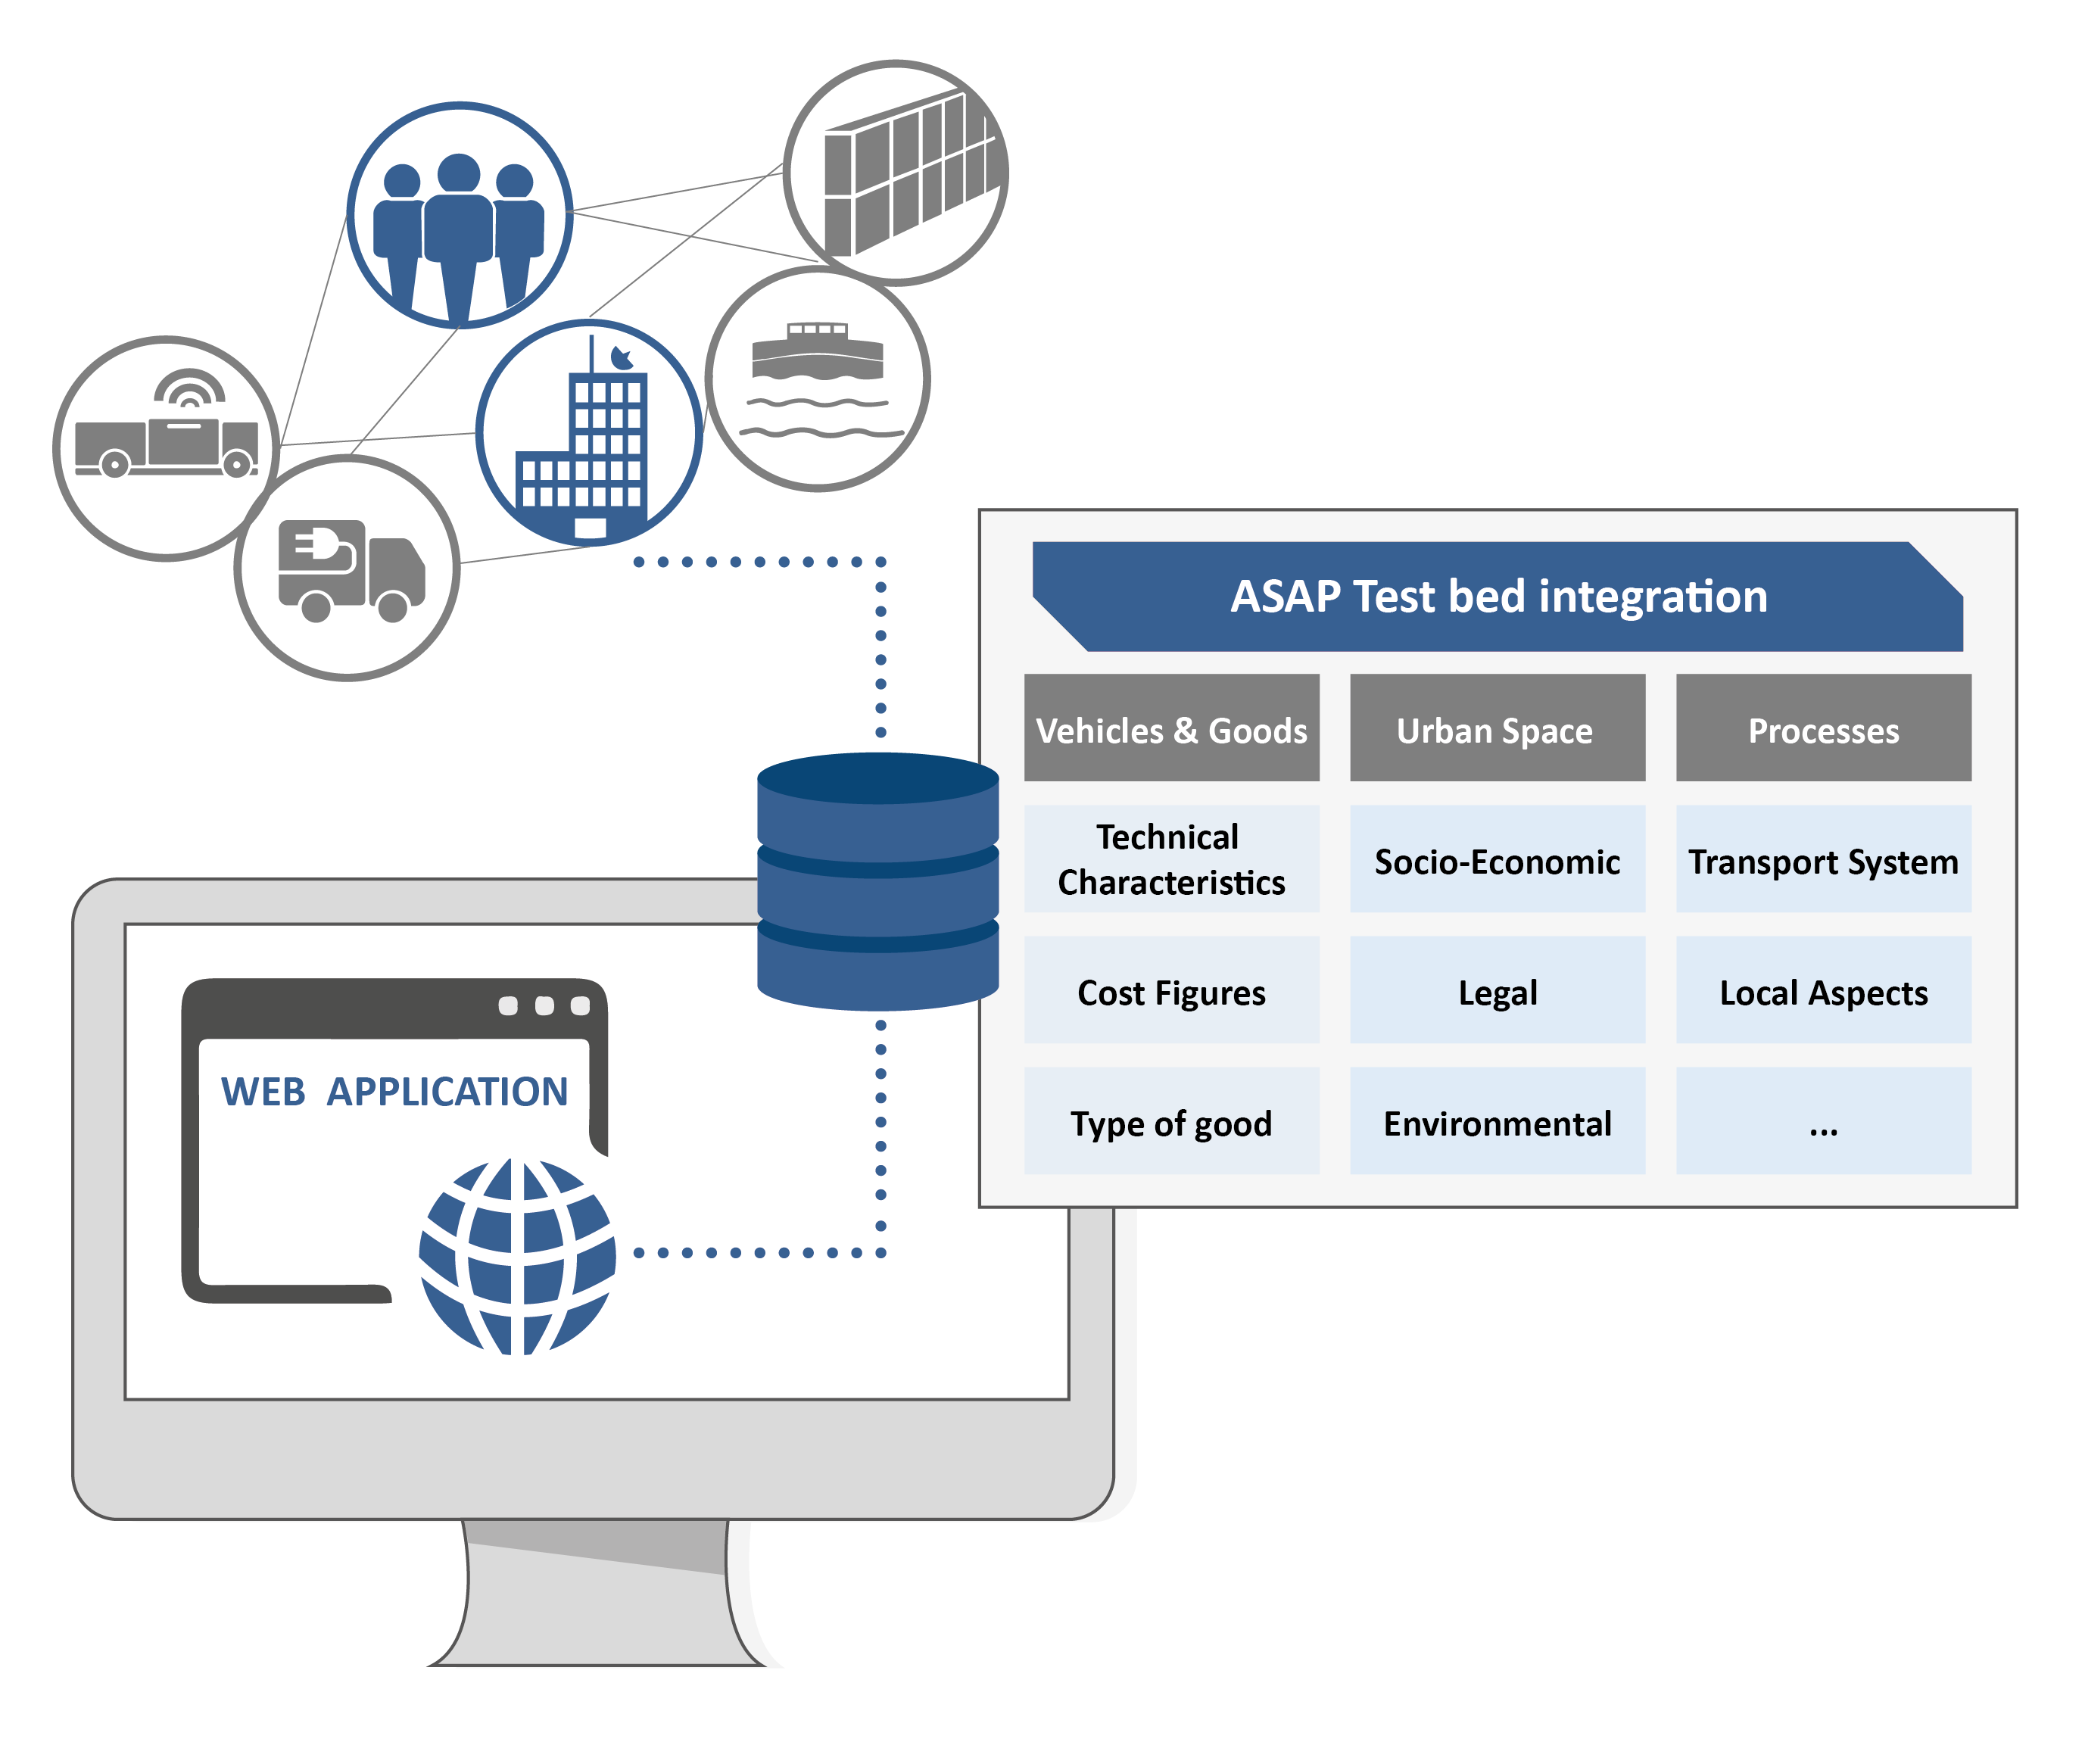 ASAP Test bed integration
Vehicles & Goods
Urban Space
Processes
Technical
Characteristics
Socio-Economic
Transport System
Cost Figures
Legal
Local Aspects
Type of good
Environmental
...
WEB APPLICATION